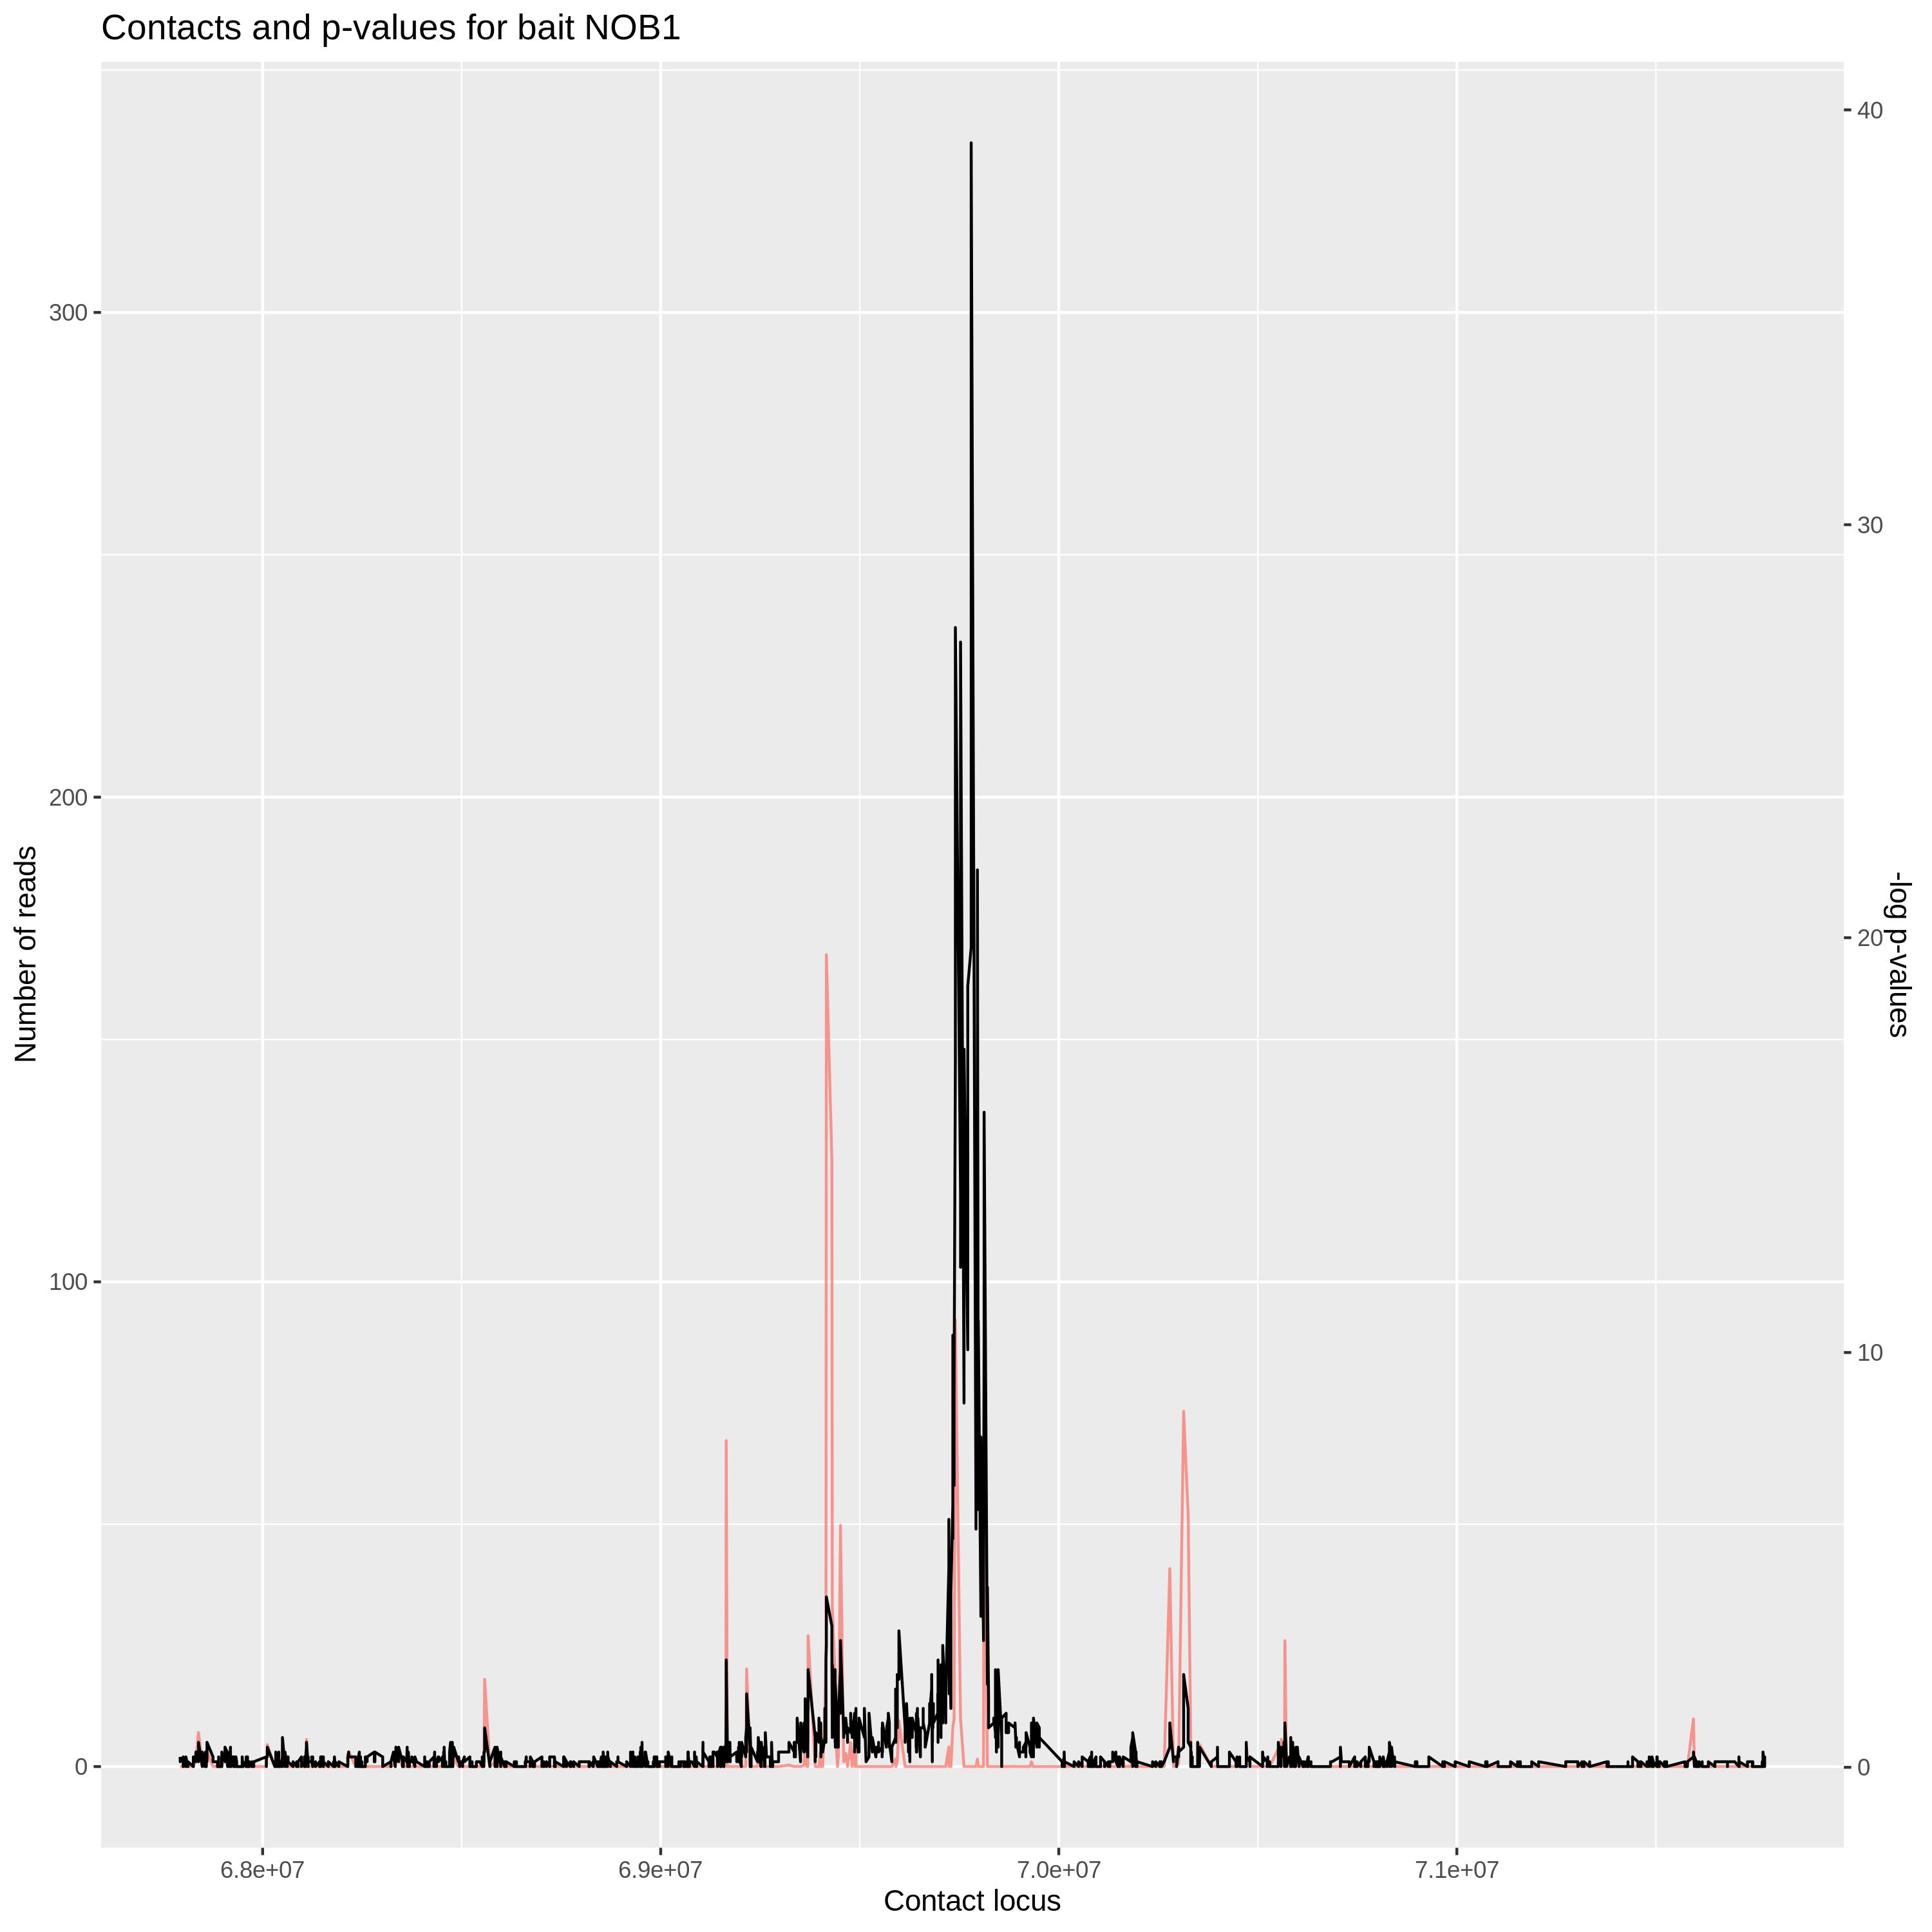 Contacts and p-values for bait NOB1
Number of reads
300
200
100
0
40
30
20
10
0
-log p-values
6.8e+07
6.9e+07
7.0e+07
7.1e+07
Contact locus